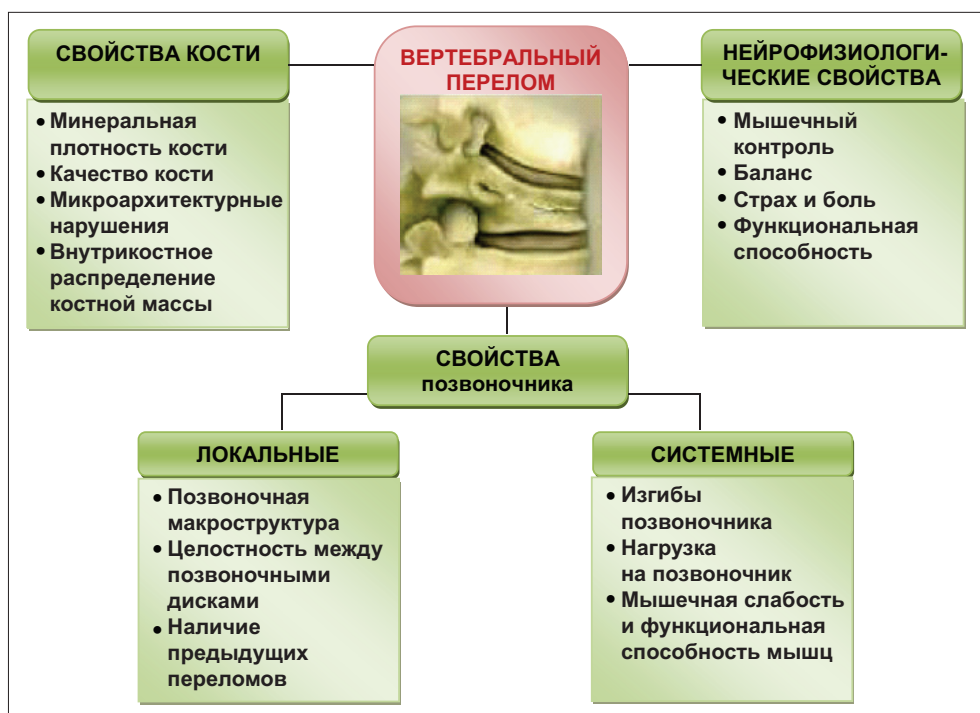 СВОЙСТВА КОСТИ
• Минеральная
плотность кости
• Качество кости
• Микроархитектурные
нарушения
• Внутрикостное
распределение
костной массы
ВЕРТЕБРАЛЬНЫЙ
ПЕРЕЛОМ
НЕЙРОФИЗИОЛОГИ-
ЧЕСКИЕ СВОЙСТВА
• Мышечный
контроль
• Баланс
• Страх и боль
• Функциональная
способность
СВОЙСТВА
позвоночника
ЛОКАЛЬНЫЕ
• Позвоночная
макроструктура
• Целостность между
позвоночными
дисками
• Наличие
предыдущих
переломов
СИСТЕМНЫЕ
• Изгибы
позвоночника
• Нагрузка
на позвоночник
• Мышечная слабость
и функциональная
способность мышц